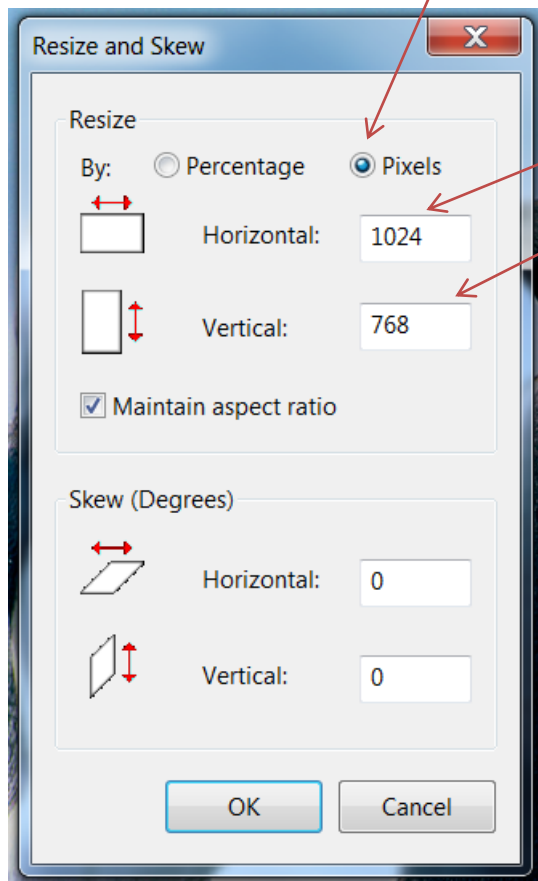 Resize and Skew
Resize
By: Percentage Pixels
Horizontal: 1024
Vertical: 768
Maintain aspect ratio
Skew (Degrees)
Horizontal: 0
Vertical: 0
OK Cancel